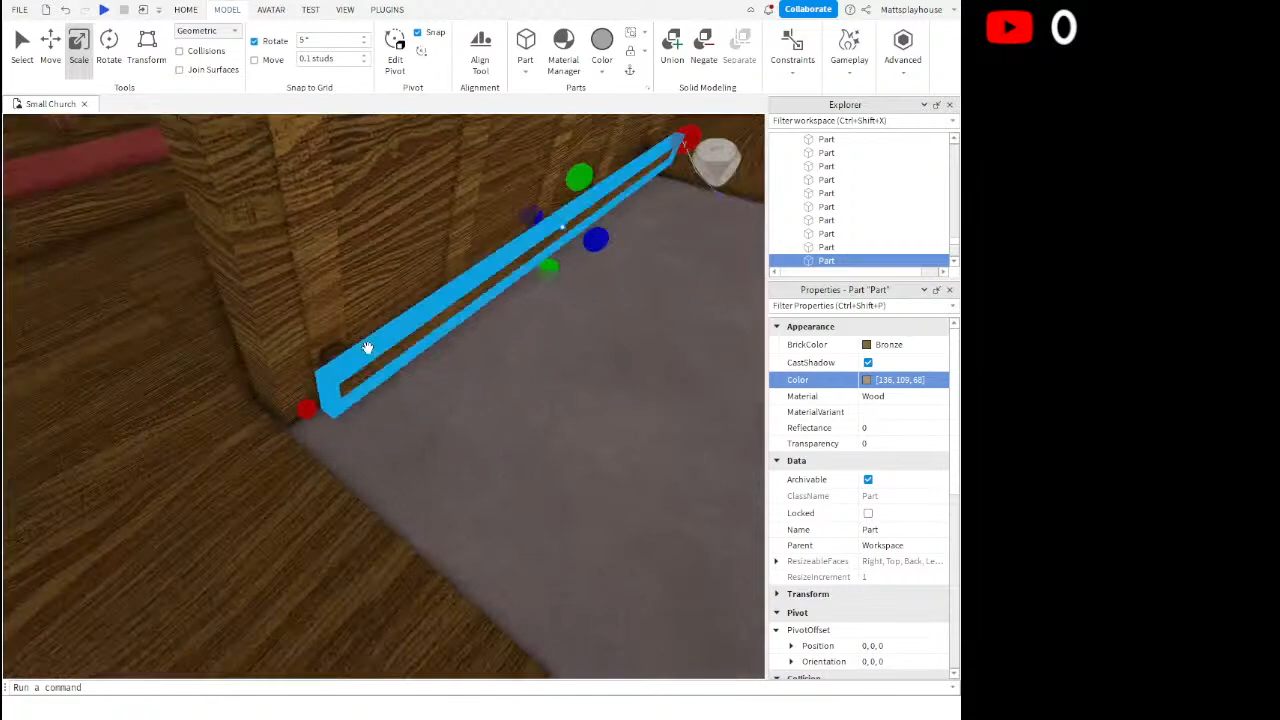 FILE HOME MODEL AVATAR TEST VIEW PLUGINS Collaborate Mattsplayhouse 0
Geometric Rotate 5° Snap
Collisions Move 0.1 studs
Join Surfaces
Select Move Scale Rotate Transform Edit Pivot Align Tool Part Material Manager Color Union Negate Separate Constraints Gameplay Advanced
Tools Snap to Grid Pivot Alignment Parts Solid Modeling
Small Church
Explorer
Filter workspace (Ctrl+Shift+X)
Part
Part
Part
Part
Part
Part
Part
Part
Part
Part
Properties - Part "Part"
Filter Properties (Ctrl+Shift+P)
Appearance
BrickColor Bronze
CastShadow
Color [136, 109, 68]
Material Wood
MaterialVariant
Reflectance 0
Transparency 0
Data
Archivable
ClassName Part
Locked
Name Part
Parent Workspace
ResizeableFaces Right, Top, Back, Le...
ResizeIncrement 1
Transform
Pivot
PivotOffset
Position 0, 0, 0
Orientation 0, 0, 0
Run a command